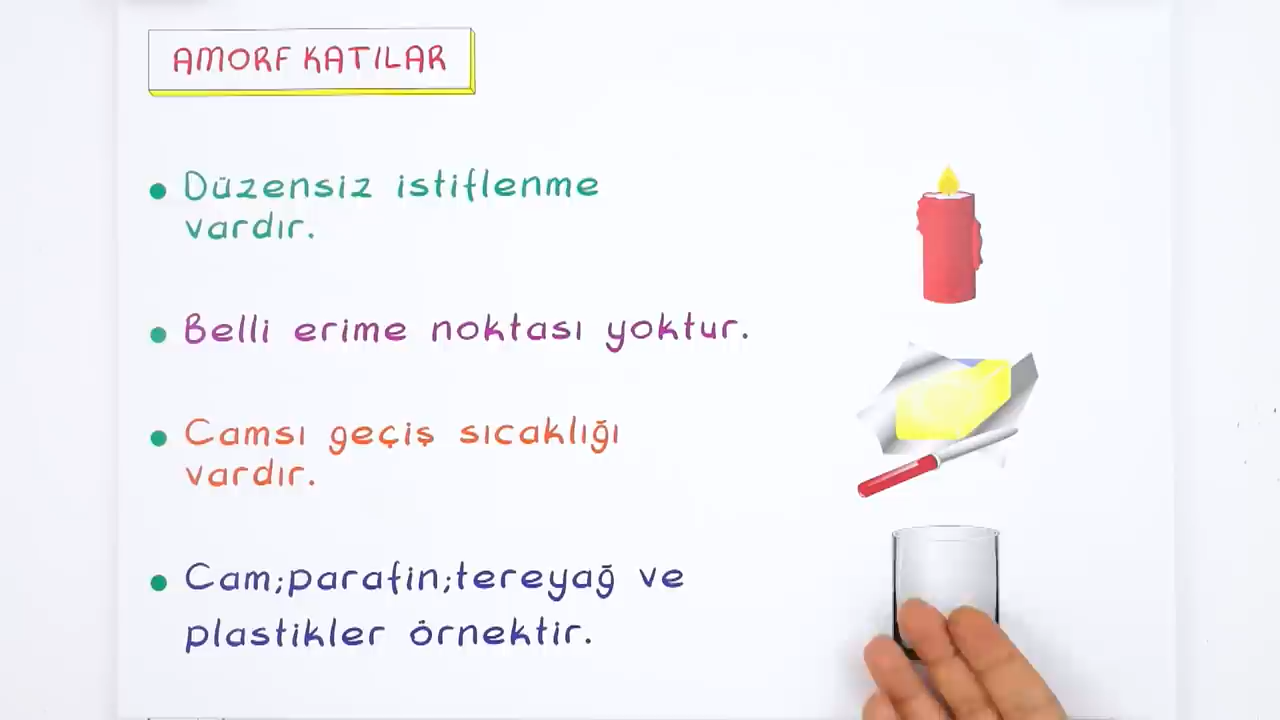 AMORF KATILAR
Düzensiz istiflenme
vardır.
Belli erime noktası yoktur.
Camsı geçiş sıcaklığı
vardır.
Cam;parafin;tereyağ ve
plastikler örnektir.